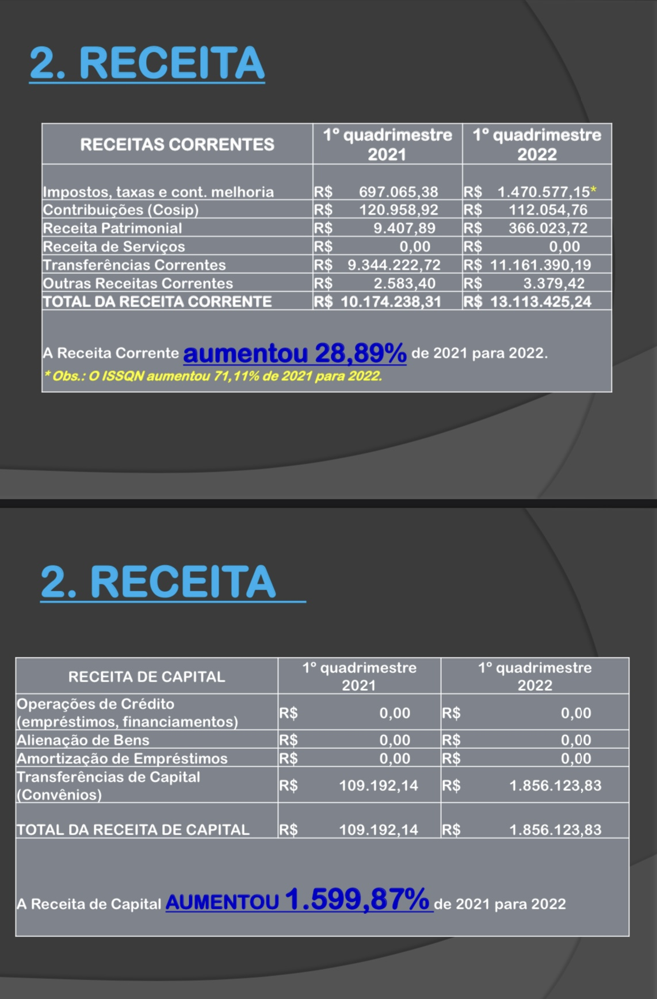 2. RECEITA
RECEITAS CORRENTES 1º quadrimestre 2021 1º quadrimestre 2022
Impostos, taxas e cont. melhoria R$ 697.065,38 R$ 1.470.577,15*
Contribuições (Cosip) R$ 120.958,92 R$ 112.054,76
Receita Patrimonial R$ 9.407,89 R$ 366.023,72
Receita de Serviços R$ 0,00 R$ 0,00
Transferências Correntes R$ 9.344.222,72 R$ 11.161.390,19
Outras Receitas Correntes R$ 2.583,40 R$ 3.379,42
TOTAL DA RECEITA CORRENTE R$ 10.174.238,31 R$ 13.113.425,24
A Receita Corrente aumentou 28,89% de 2021 para 2022.
* Obs.: O ISSQN aumentou 71,11% de 2021 para 2022.
2. RECEITA
RECEITA DE CAPITAL 1º quadrimestre 2021 1º quadrimestre 2022
Operações de Crédito
(empréstimos, financiamentos) R$ 0,00 R$ 0,00
Alienação de Bens R$ 0,00 R$ 0,00
Amortização de Empréstimos R$ 0,00 R$ 0,00
Transferências de Capital
(Convênios) R$ 109.192,14 R$ 1.856.123,83
TOTAL DA RECEITA DE CAPITAL R$ 109.192,14 R$ 1.856.123,83
A Receita de Capital AUMENTOU 1.599,87% de 2021 para 2022